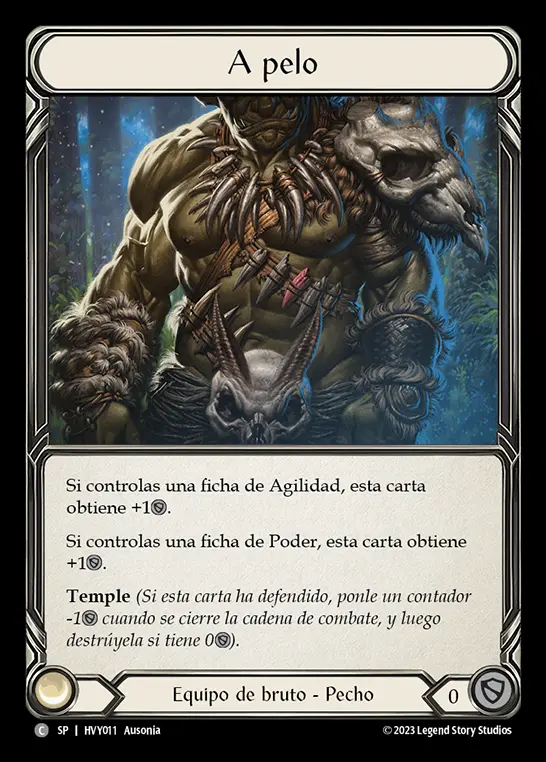 A pelo
Si controlas una ficha de Agilidad, esta carta
obtiene +1.
Si controlas una ficha de Poder, esta carta obtiene
+1.
Temple (Si esta carta ha defendido, ponle un contador
-1 cuando se cierre la cadena de combate, y luego
destrúyela si tiene 0).
Equipo de bruto - Pecho
0
C SP | HVY011 Ausonia
© 2023 Legend Story Studios